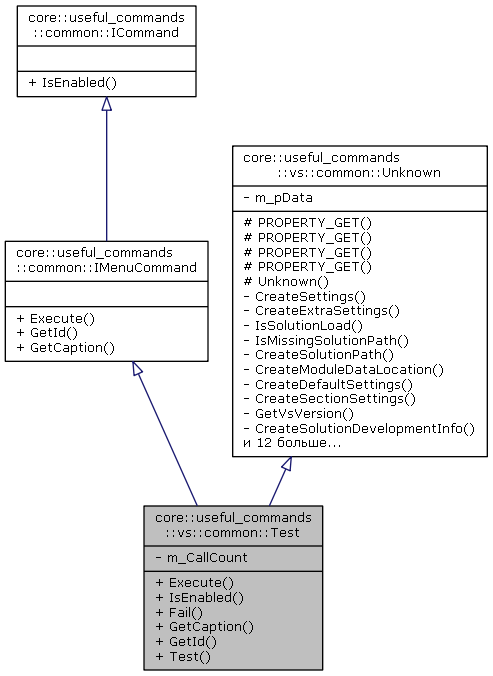 core::useful_commands
::common::ICommand
+ IsEnabled()
core::useful_commands
::vs::common::Unknown
- m_pData
# PROPERTY_GET()
# PROPERTY_GET()
# PROPERTY_GET()
# PROPERTY_GET()
# Unknown()
- CreateSettings()
- CreateExtraSettings()
- IsSolutionLoad()
- IsMissingSolutionPath()
- CreateSolutionPath()
- CreateModuleDataLocation()
- CreateDefaultSettings()
- CreateSectionSettings()
- GetVsVersion()
- CreateSolutionDevelopmentInfo()
и 12 больше...
core::useful_commands
::common::IMenuCommand
+ Execute()
+ GetId()
+ GetCaption()
core::useful_commands
::vs::common::Test
- m_CallCount
+ Execute()
+ IsEnabled()
+ Fail()
+ GetCaption()
+ GetId()
+ Test()